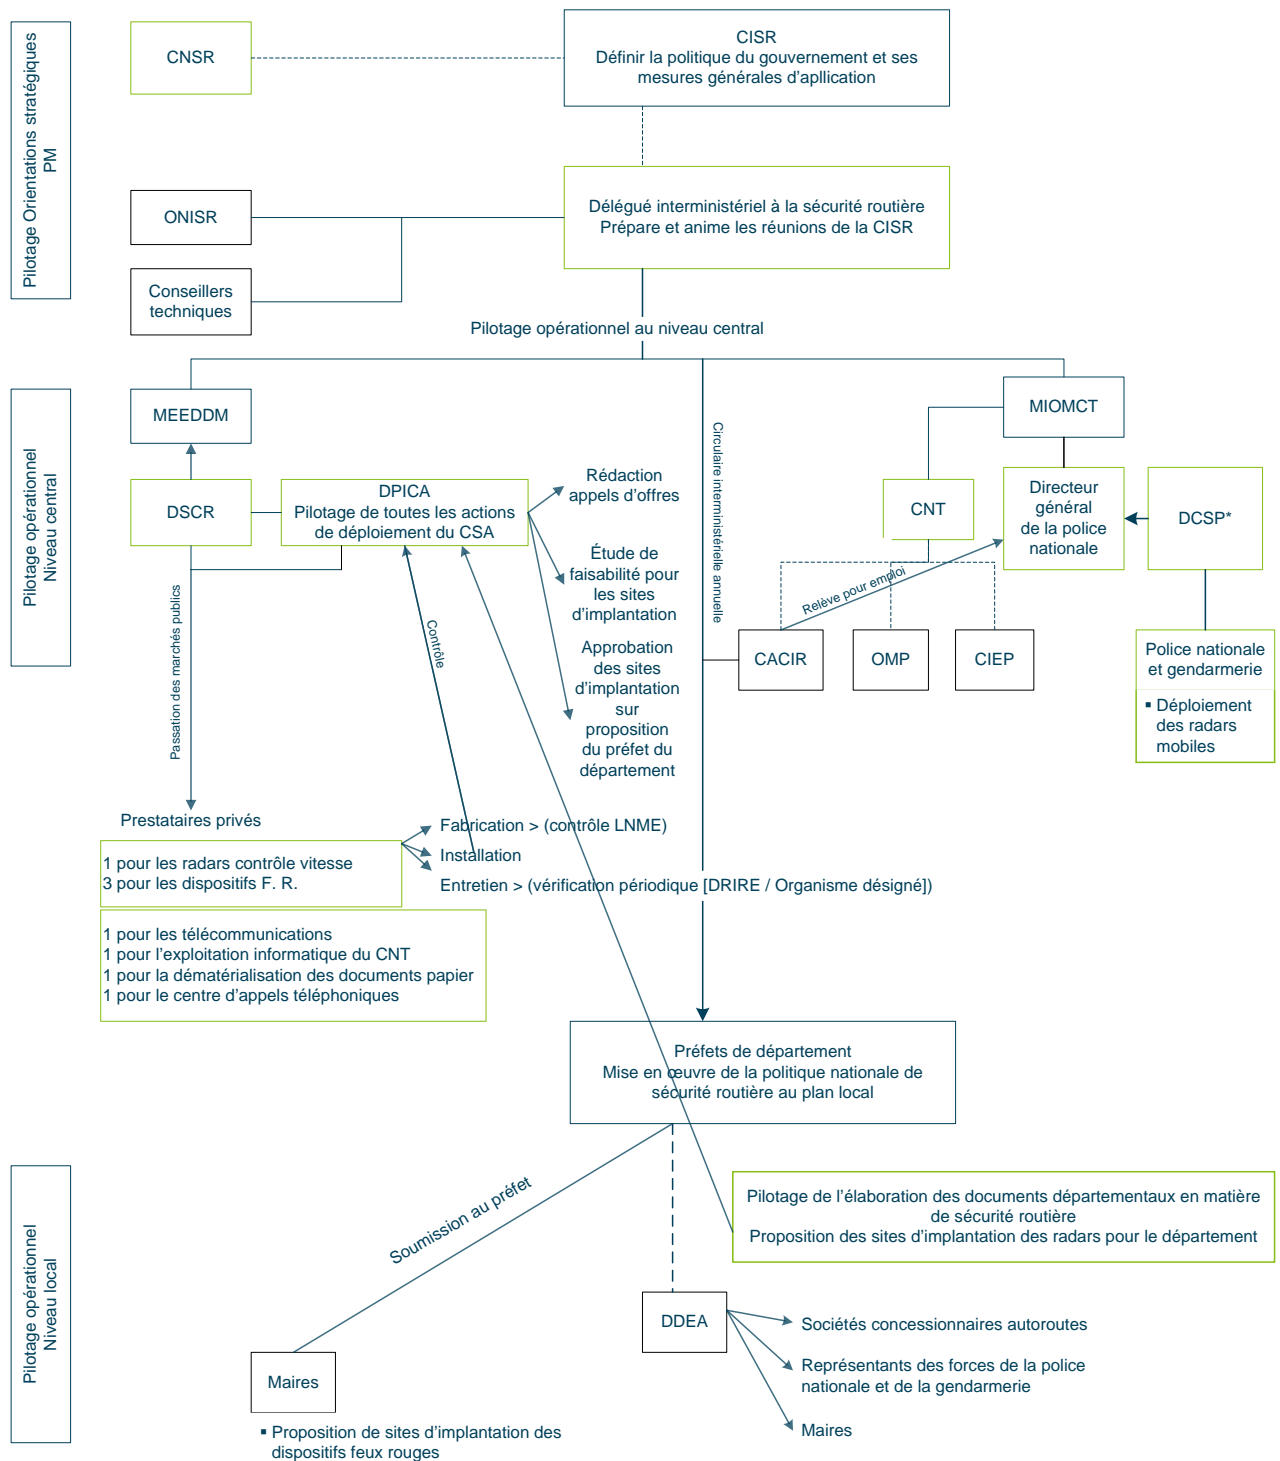 Pilotage Orientations stratégiques
PM
CNSR
CISR
Définir la politique du gouvernement et ses
mesures générales d'apllication
ONISR
Conseillers
techniques
Délégué interministériel à la sécurité routière
Prépare et anime les réunions de la CISR
Pilotage opérationnel au niveau central
Pilotage opérationnel
Niveau central
MEEDDM
MIOMCT
DSCR
DPICA
Pilotage de toutes les actions
de déploiement du CSA
Rédaction
appels d'offres
Étude de
faisabilité pour
les sites
d'implantation
Approbation
des sites
d'implantation
sur
proposition
du préfet du
département
Circulaire interministérielle annuelle
CNT
Directeur
général
de la police
nationale
DCSP*
Relève pour emploi
CACIR
OMP
CIEP
Police nationale
et gendarmerie
▪ Déploiement
des radars
mobiles
Passation des marchés publics
Contrôle
Prestataires privés
1 pour les radars contrôle vitesse
3 pour les dispositifs F. R.
Fabrication > (contrôle LNME)
Installation
Entretien > (vérification périodique [DRIRE / Organisme désigné])
1 pour les télécommunications
1 pour l'exploitation informatique du CNT
1 pour la dématérialisation des documents papier
1 pour le centre d'appels téléphoniques
Préfets de département
Mise en œuvre de la politique nationale de
sécurité routière au plan local
Pilotage opérationnel
Niveau local
Soumission au préfet
Pilotage de l'élaboration des documents départementaux en matière
de sécurité routière
Proposition des sites d'implantation des radars pour le département
DDEA
Sociétés concessionnaires autoroutes
Représentants des forces de la police
nationale et de la gendarmerie
Maires
Maires
▪ Proposition de sites d'implantation des
dispositifs feux rouges